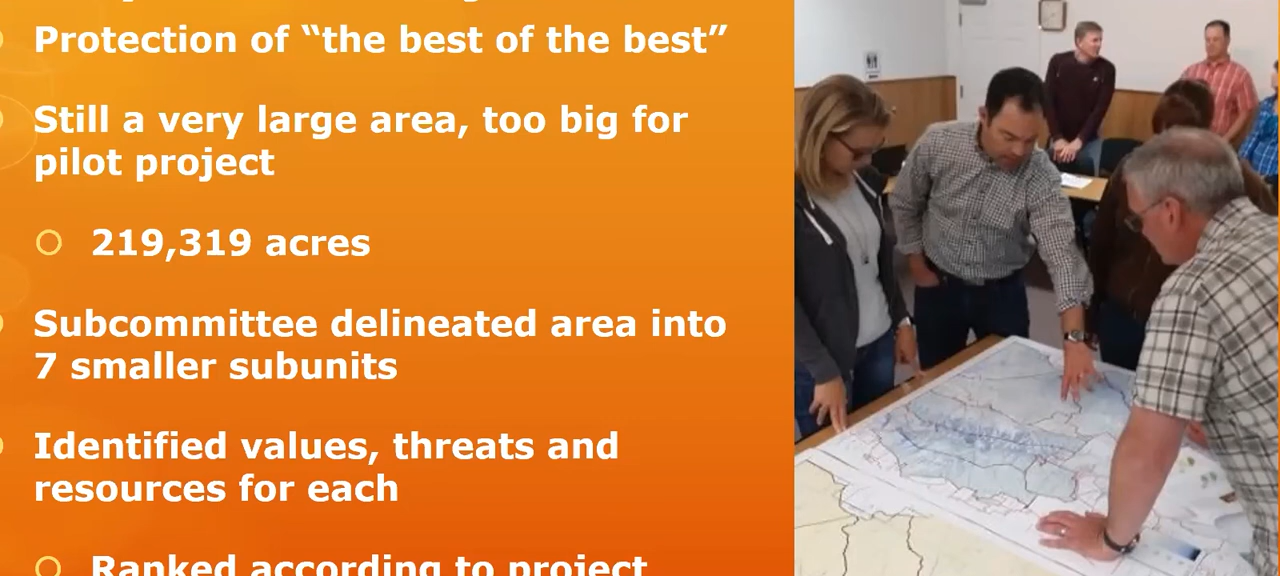 Protection of “the best of the best”
Still a very large area, too big for
pilot project
219,319 acres
Subcommittee delineated area into
7 smaller subunits
Identified values, threats and
resources for each
Ranked according to project